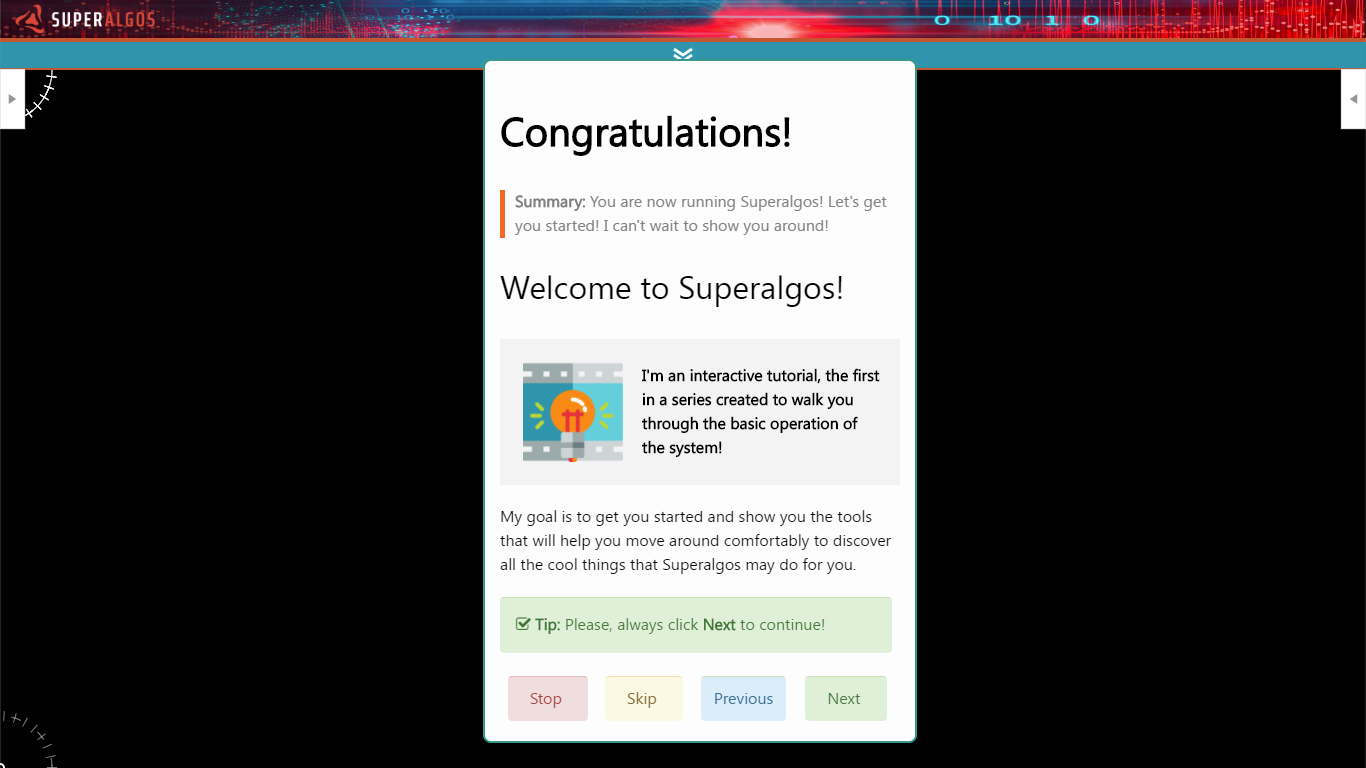 SUPERALGOS
0 10 1 0
Congratulations!
Summary: You are now running Superalgos! Let's get
you started! I can't wait to show you around!
Welcome to Superalgos!
I'm an interactive tutorial, the first
in a series created to walk you
through the basic operation of
the system!
My goal is to get you started and show you the tools
that will help you move around comfortably to discover
all the cool things that Superalgos may do for you.
Tip: Please, always click Next to continue!
Stop Skip Previous Next